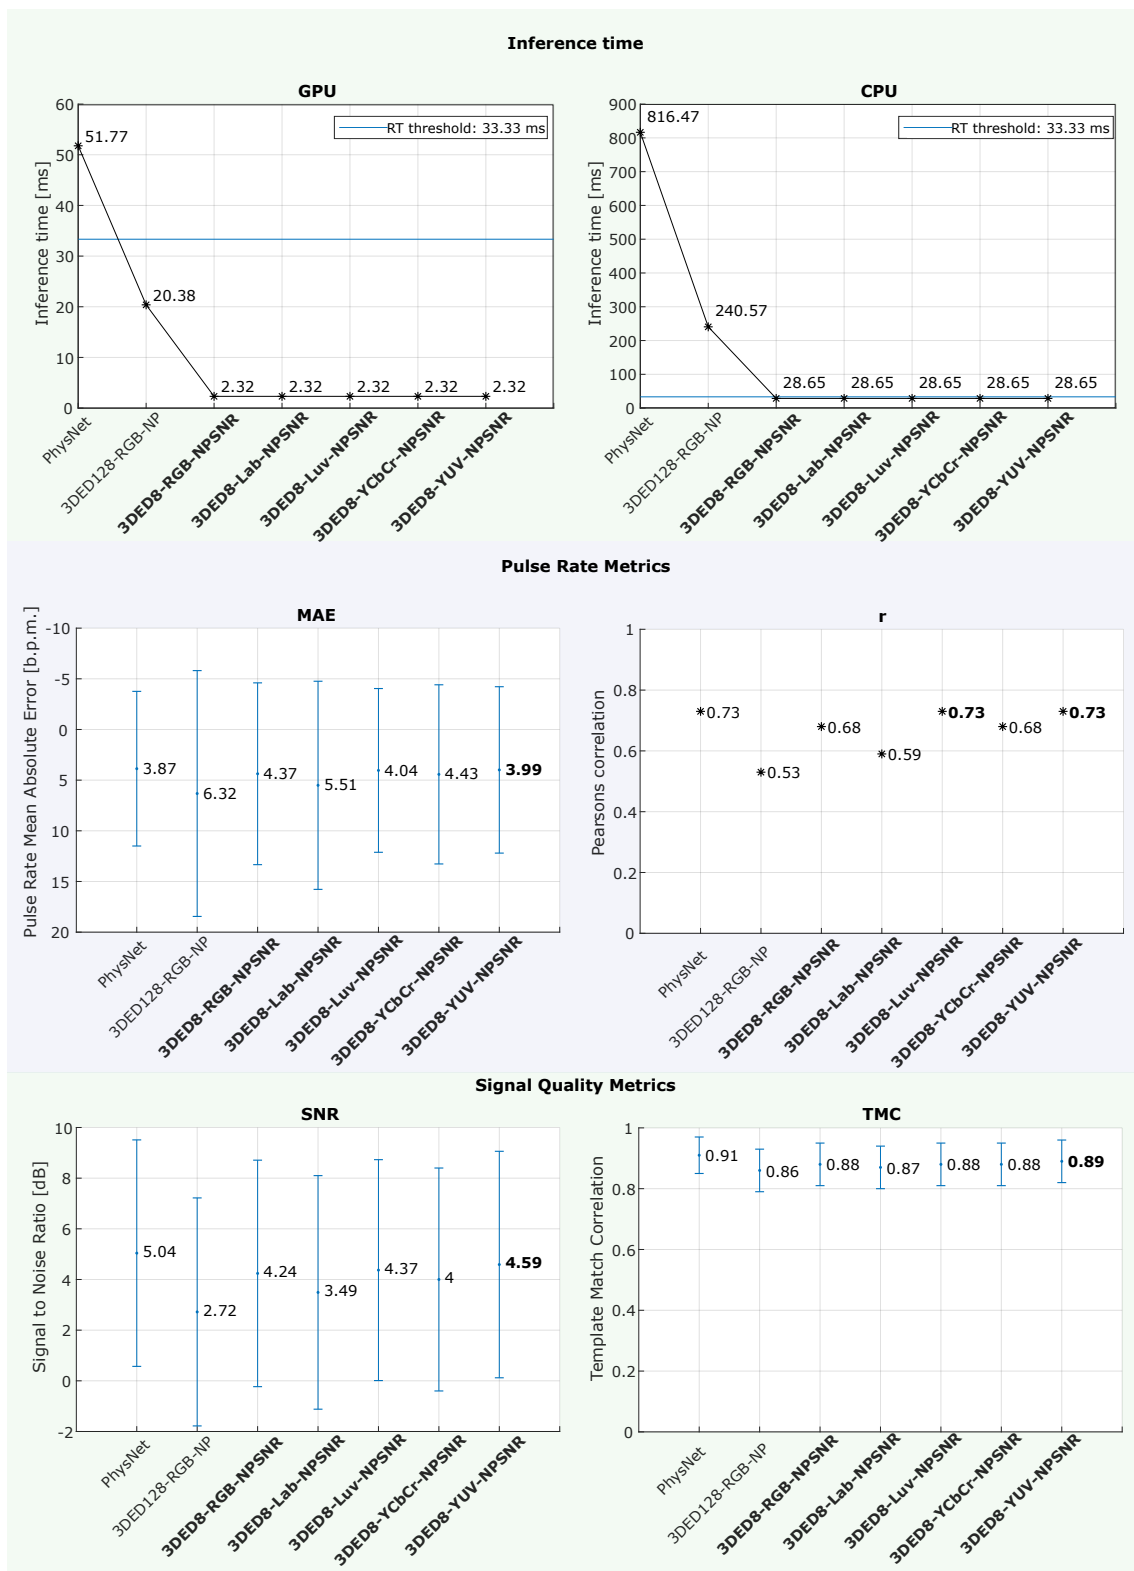 Inference time
GPU
60
50
40
30
20
10
0
Inference time [ms]
RT threshold: 33.33 ms
51.77
20.38
2.32
2.32
2.32
2.32
2.32
PhysNet
3DED128-RGB-NP
3DED8-RGB-NPSNR
3DED8-Lab-NPSNR
3DED8-Luv-NPSNR
3DED8-YCbCr-NPSNR
3DED8-YUV-NPSNR
CPU
900
800
700
600
500
400
300
200
100
0
Inference time [ms]
RT threshold: 33.33 ms
816.47
240.57
28.65
28.65
28.65
28.65
28.65
PhysNet
3DED128-RGB-NP
3DED8-RGB-NPSNR
3DED8-Lab-NPSNR
3DED8-Luv-NPSNR
3DED8-YCbCr-NPSNR
3DED8-YUV-NPSNR
Pulse Rate Metrics
MAE
-10
-5
0
5
10
15
20
Pulse Rate Mean Absolute Error [b.p.m.]
3.87
6.32
4.37
5.51
4.04
4.43
3.99
PhysNet
3DED128-RGB-NP
3DED8-RGB-NPSNR
3DED8-Lab-NPSNR
3DED8-Luv-NPSNR
3DED8-YCbCr-NPSNR
3DED8-YUV-NPSNR
r
1
0.8
0.6
0.4
0.2
0
Pearsons correlation
0.73
0.53
0.68
0.59
0.73
0.68
0.73
PhysNet
3DED128-RGB-NP
3DED8-RGB-NPSNR
3DED8-Lab-NPSNR
3DED8-Luv-NPSNR
3DED8-YCbCr-NPSNR
3DED8-YUV-NPSNR
Signal Quality Metrics
SNR
10
8
6
4
2
0
-2
Signal to Noise Ratio [dB]
5.04
2.72
4.24
3.49
4.37
4
4.59
PhysNet
3DED128-RGB-NP
3DED8-RGB-NPSNR
3DED8-Lab-NPSNR
3DED8-Luv-NPSNR
3DED8-YCbCr-NPSNR
3DED8-YUV-NPSNR
TMC
1
0.8
0.6
0.4
0.2
0
Template Match Correlation
0.91
0.86
0.88
0.87
0.88
0.88
0.89
PhysNet
3DED128-RGB-NP
3DED8-RGB-NPSNR
3DED8-Lab-NPSNR
3DED8-Luv-NPSNR
3DED8-YCbCr-NPSNR
3DED8-YUV-NPSNR